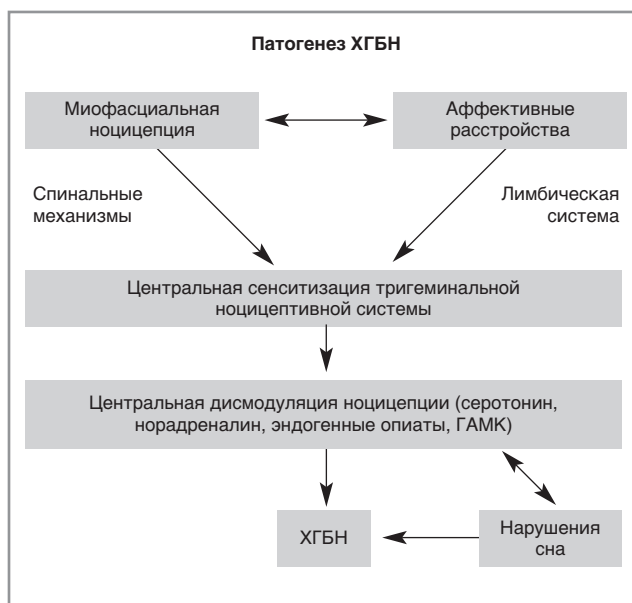 Патогенез ХГБН
Миофасциальная
ноцицепция
Аффективные
расстройства
Спинальные
механизмы
Лимбическая
система
Центральная сенситизация тригеминальной
ноцицептивной системы
Центральная дисмодуляция ноцицепции (серотонин,
норадреналин, эндогенные опиаты, ГАМК)
ХГБН
Нарушения
сна